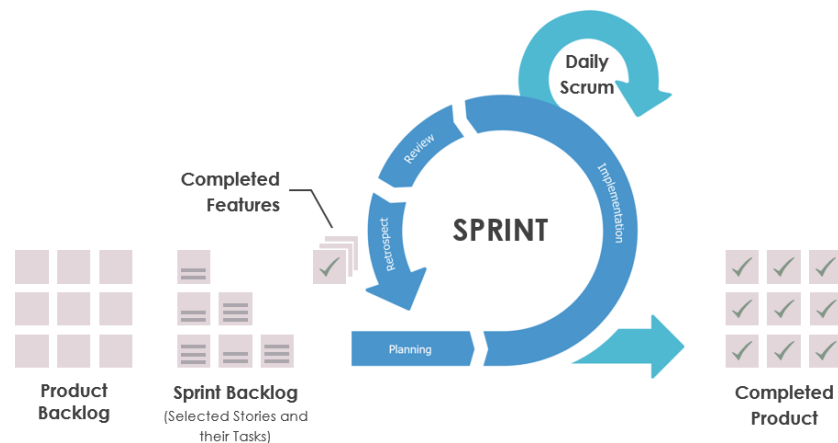 Daily
Scrum
Review
Implementation
Completed
Features
Retrospect
SPRINT
Planning
Product
Backlog
Sprint Backlog
(Selected Stories and
their Tasks)
Completed
Product